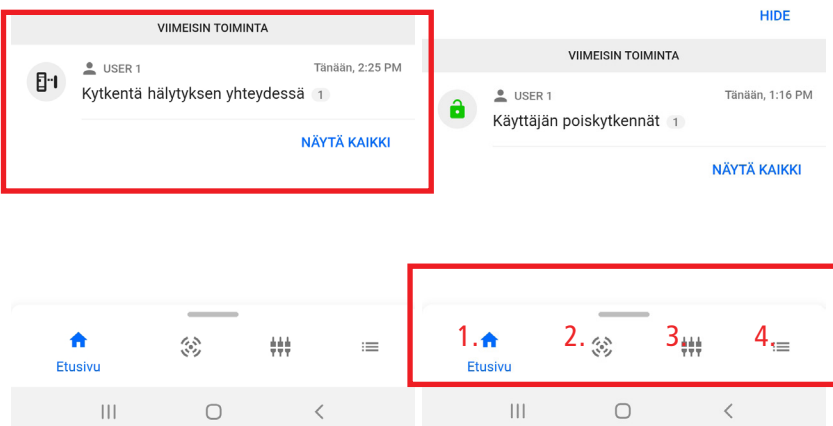 VIIMEISIN TOIMINTA
USER 1
Tänään, 2:25 PM
Kytkentä hälytyksen yhteydessä 1
NÄYTÄ KAIKKI
Etusivu
HIDE
VIIMEISIN TOIMINTA
USER 1
Tänään, 1:16 PM
Käyttäjän poiskytkennät 1
NÄYTÄ KAIKKI
1. 2. 3. 4.
Etusivu